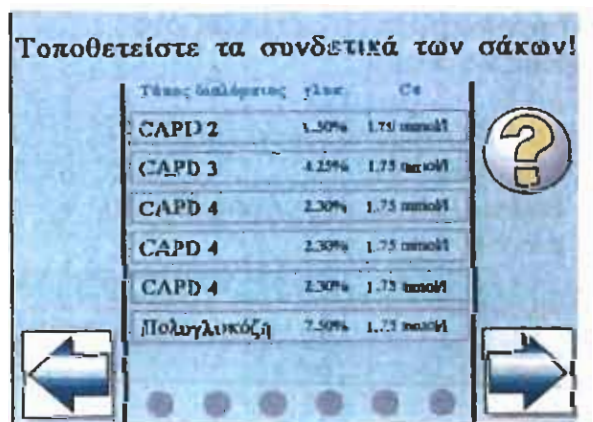 Τοποθετείστε τα συνδετικά των σάκων!
Τύπος διαλύματος γλυκ. Ca
CAPD 2 1.50% 1.75 mmol/l
CAPD 3 4.25% 1.75 mmol/l
CAPD 4 2.30% 1.75 mmol/l
CAPD 4 2.30% 1.75 mmol/l
CAPD 4 2.30% 1.75 mmol/l
Πολυγλυκόζη 7.50% 1.75 mmol/l